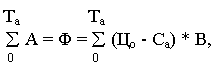 Tа Tа
∑ А = Ф = ∑ (Цо - Са) * В,
0 0